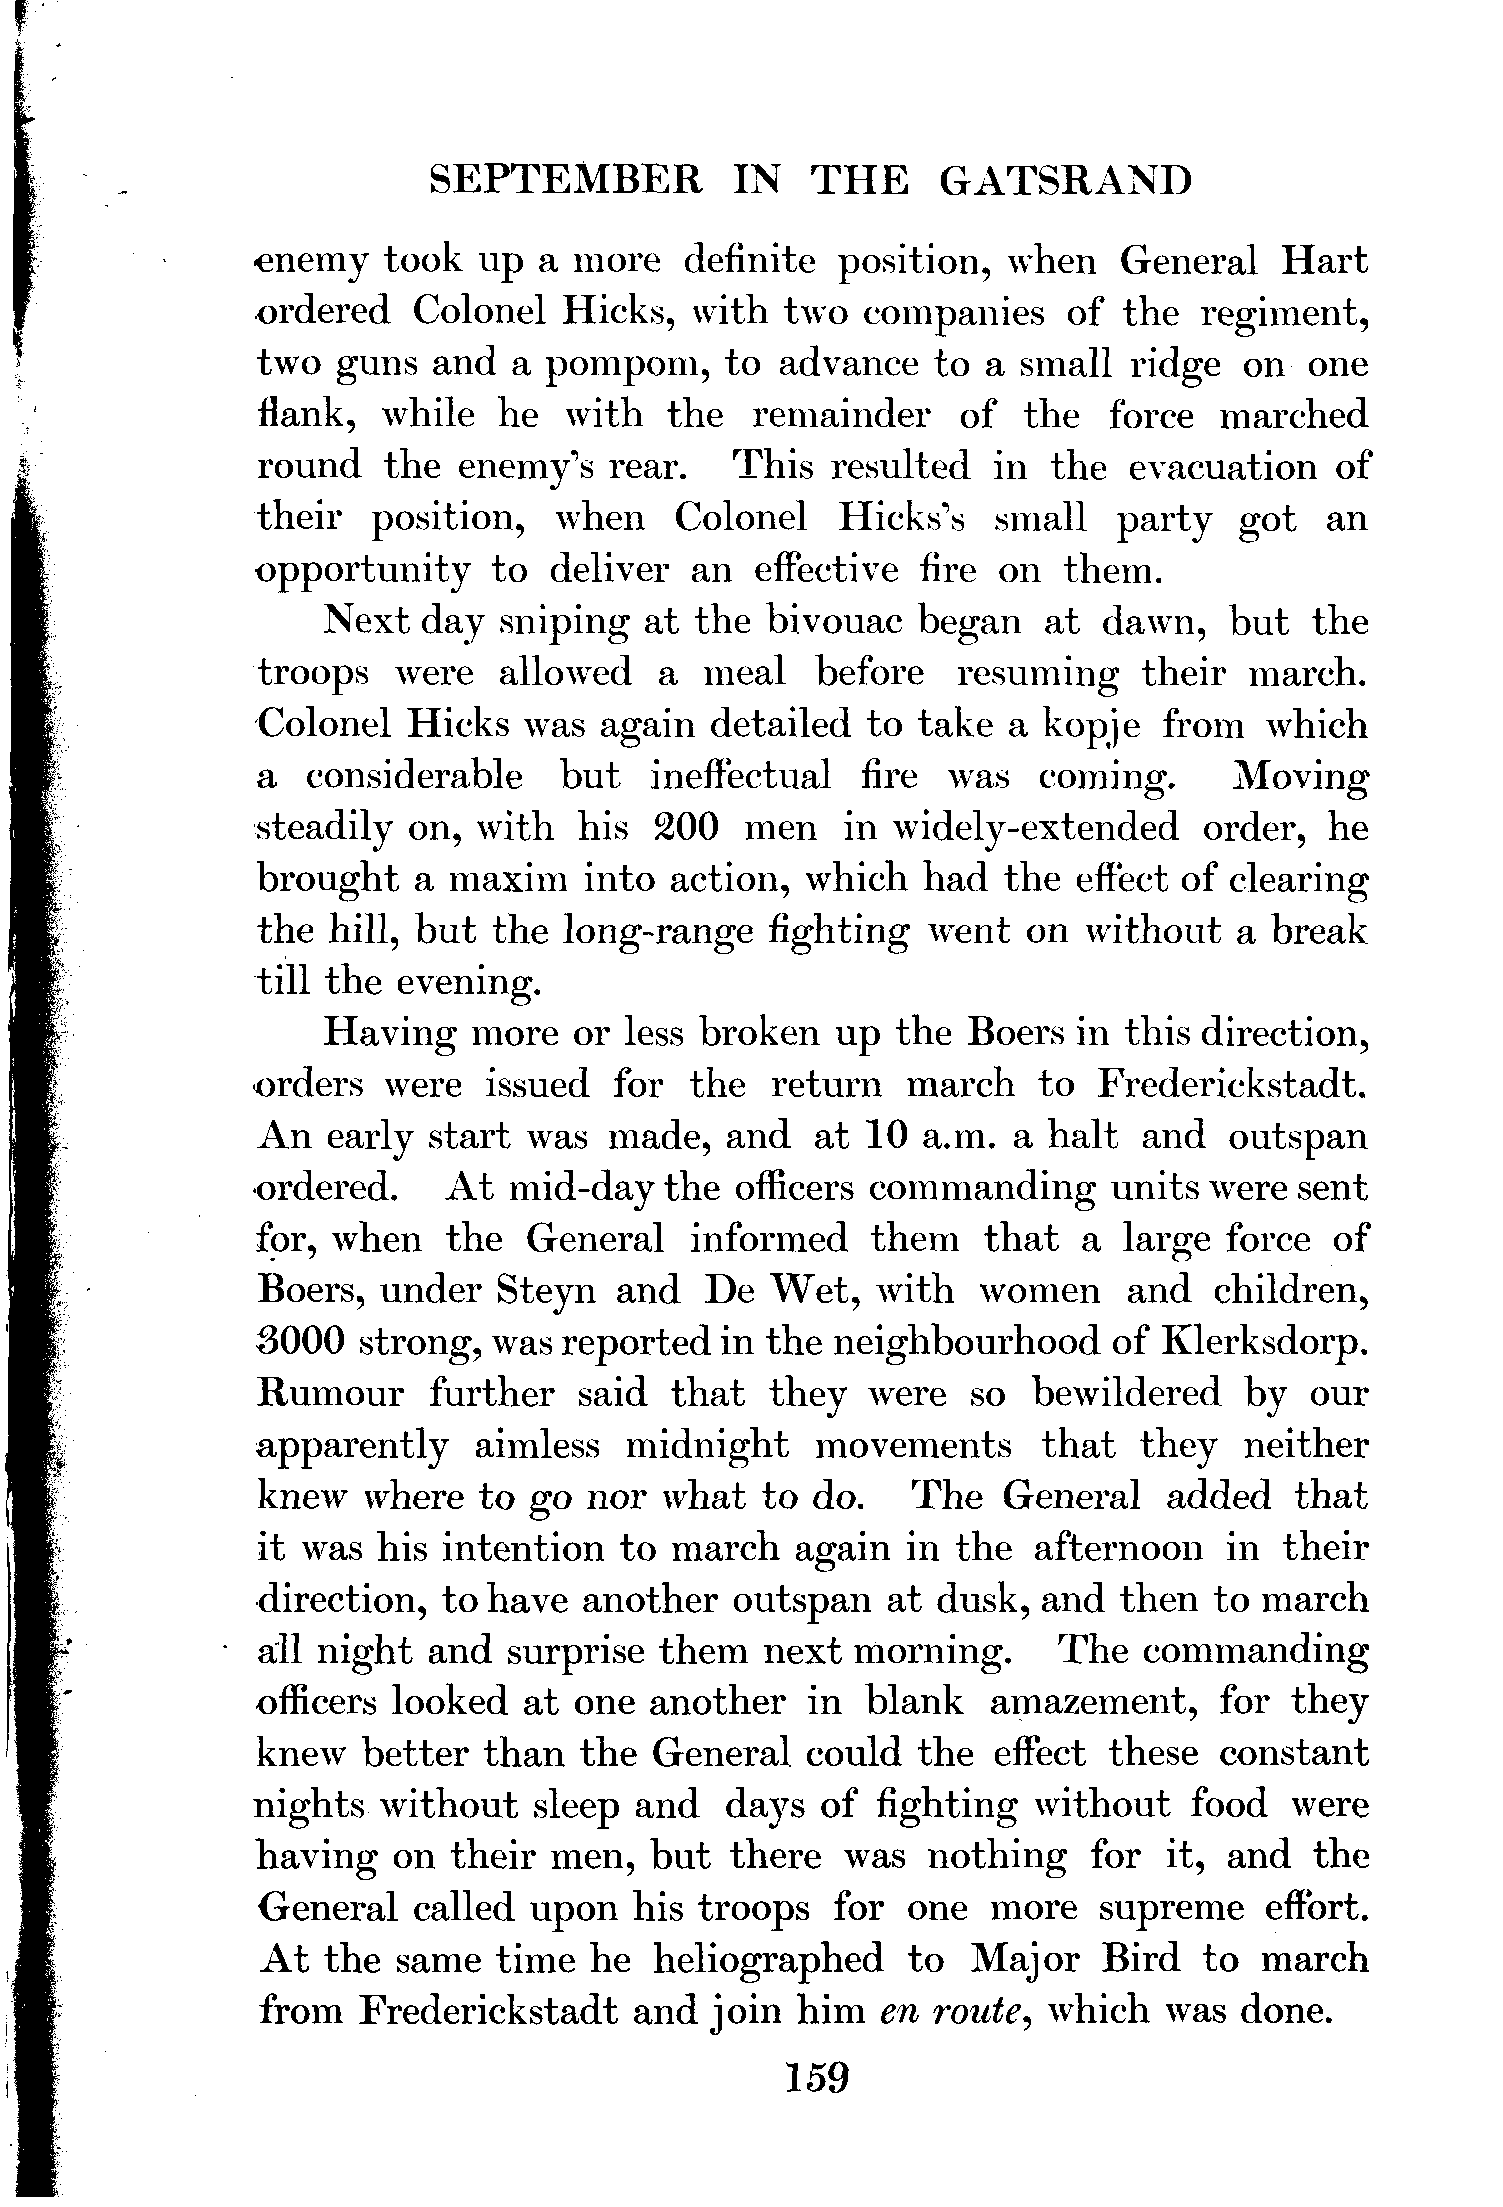 SEPTEMBER IN THE GATSRAND
enemy took up a more definite position, when General Hart
ordered Colonel Hicks, with two companies of the regiment,
two guns and a pompom, to advance to a small ridge on one
flank, while he with the remainder of the force marched
round the enemy's rear. This resulted in the evacuation of
their position, when Colonel Hicks's small party got an
opportunity to deliver an effective fire on them.
Next day sniping at the bivouac began at dawn, but the
troops were allowed a meal before resuming their march.
Colonel Hicks was again detailed to take a kopje from which
a considerable but ineffectual fire was coming. Moving
steadily on, with his 200 men in widely-extended order, he
brought a maxim into action, which had the effect of clearing
the hill, but the long-range fighting went on without a break
till the evening.
Having more or less broken up the Boers in this direction,
orders were issued for the return march to Frederickstadt.
An early start was made, and at 10 a.m. a halt and outspan
ordered. At mid-day the officers commanding units were sent
for, when the General informed them that a large force of
Boers, under Steyn and De Wet, with women and children,
3000 strong, was reported in the neighbourhood of Klerksdorp.
Rumour further said that they were so bewildered by our
apparently aimless midnight movements that they neither
knew where to go nor what to do. The General added that
it was his intention to march again in the afternoon in their
direction, to have another outspan at dusk, and then to march
all night and surprise them next morning. The commanding
officers looked at one another in blank amazement, for they
knew better than the General could the effect these constant
nights without sleep and days of fighting without food were
having on their men, but there was nothing for it, and the
General called upon his troops for one more supreme effort.
At the same time he heliographed to Major Bird to march
from Frederickstadt and join him en route, which was done.
159